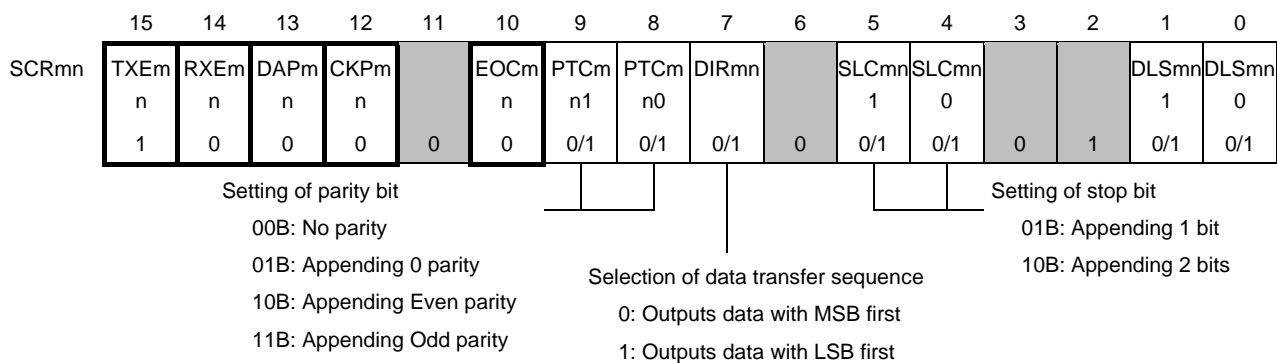 15 14 13 12 11 10 9 8 7 6 5 4 3 2 1 0
SCRmn TXEm RXEm DAPm CKPm EOCm PTCm PTCm DIRmn SLCmn SLCmn DLSmn DLSmn
n n n n n n1 n0 1 0 1 0
1 0 0 0 0 0 0/1 0/1 0/1 0 0/1 0/1 0 1 0/1 0/1
Setting of parity bit
00B: No parity
01B: Appending 0 parity
10B: Appending Even parity
11B: Appending Odd parity
Selection of data transfer sequence
0: Outputs data with MSB first
1: Outputs data with LSB first
Setting of stop bit
01B: Appending 1 bit
10B: Appending 2 bits